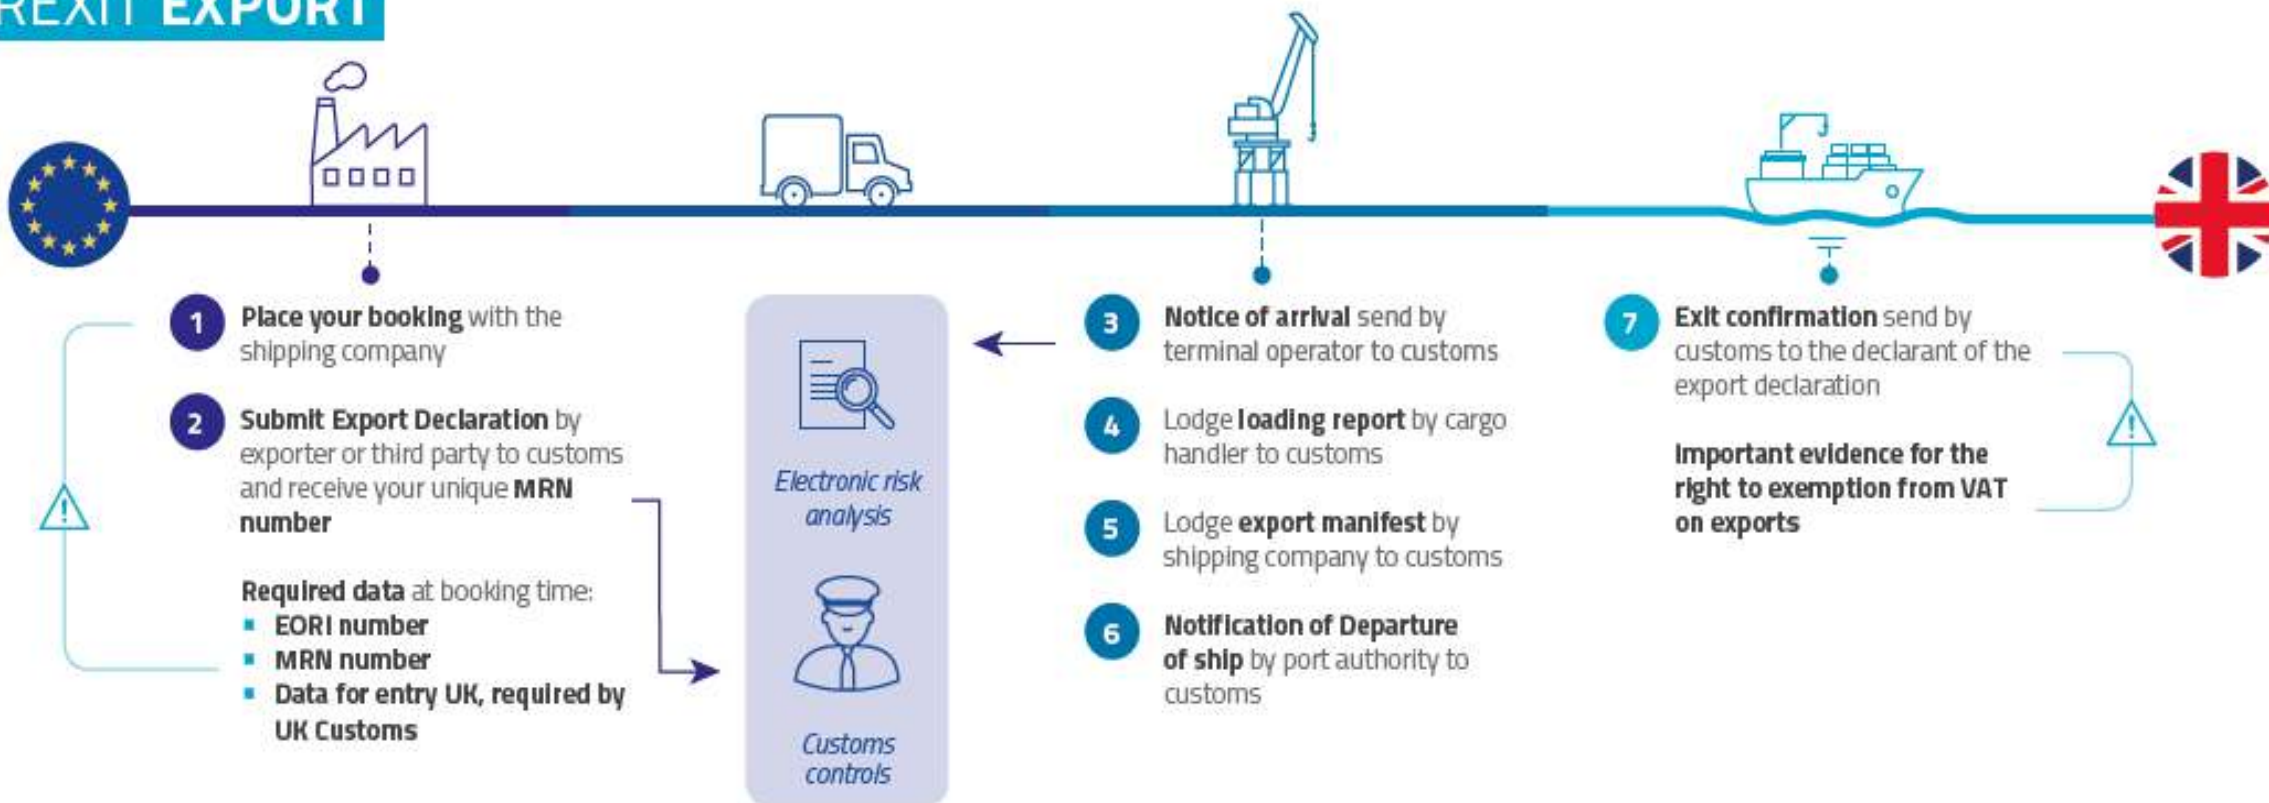 REXIT EXPORT
1
Place your booking with the
shipping company
2
Submit Export Declaration by
exporter or third party to customs
and receive your unique MRN
number
Required data at booking time:
EORI number
MRN number
Data for entry UK, required by
UK Customs
Electronic risk
analysis
Customs
controls
3
Notice of arrival send by
terminal operator to customs
4
Lodge loading report by cargo
handler to customs
5
Lodge export manifest by
shipping company to customs
6
Notification of Departure
of ship by port authority to
customs
7
Exit confirmation send by
customs to the declarant of the
export declaration
Important evidence for the
right to exemption from VAT
on exports